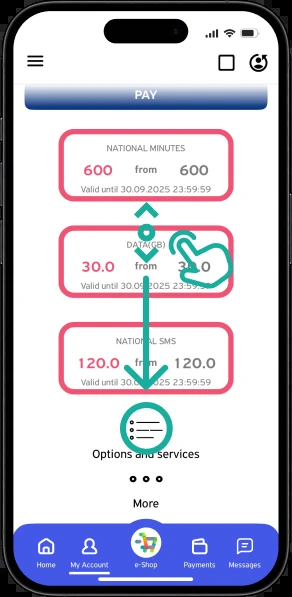 PAY
NATIONAL MINUTES
600 from 600
Valid until 30.09.2025 23:59:59
DATA(GB)
30.0 from 30.0
Valid until 30.09.2025 23:59:59
NATIONAL SMS
120.0 from 120.0
Valid until 30.09.2025 23:59:59
Options and services
More
Home My Account e-Shop Payments Messages